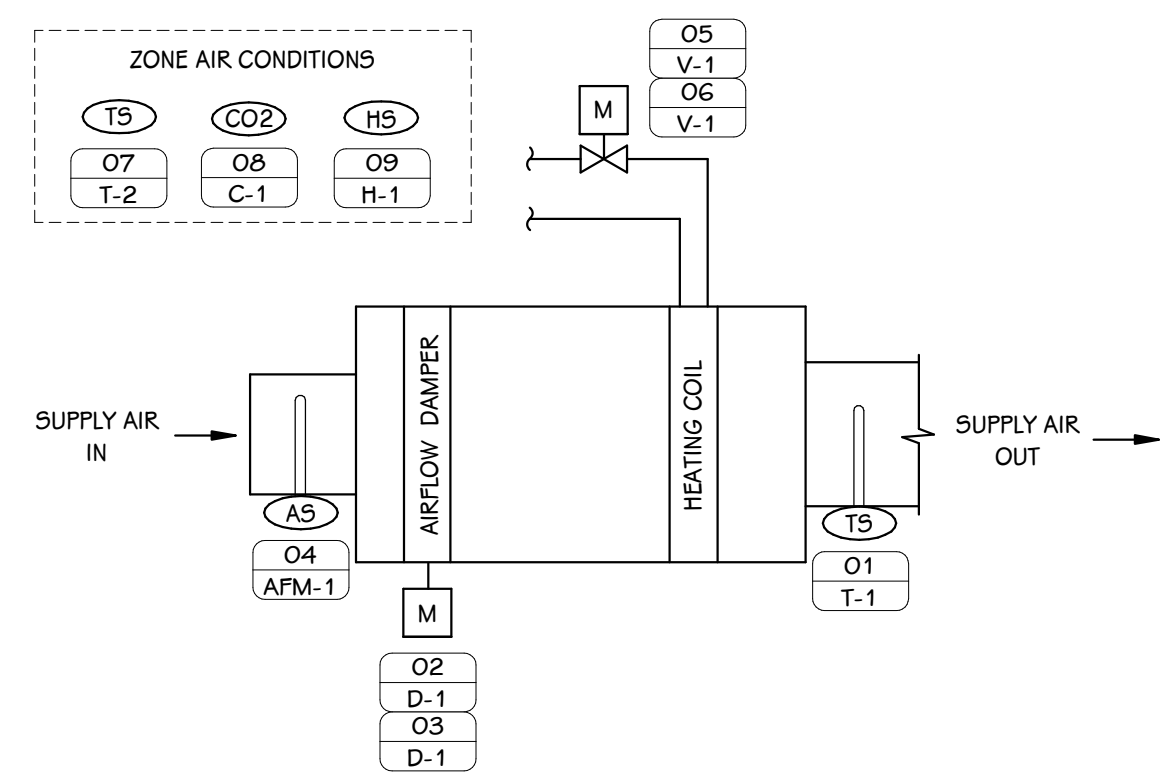 ZONE AIR CONDITIONS
TS CO2 HS
07 08 09
T-2 C-1 H-1
05
V-1
06
V-1
M
SUPPLY AIR
IN
AS
04
AFM-1
AIRFLOW DAMPER
M
02
D-1
03
D-1
HEATING COIL
TS
01
T-1
SUPPLY AIR
OUT